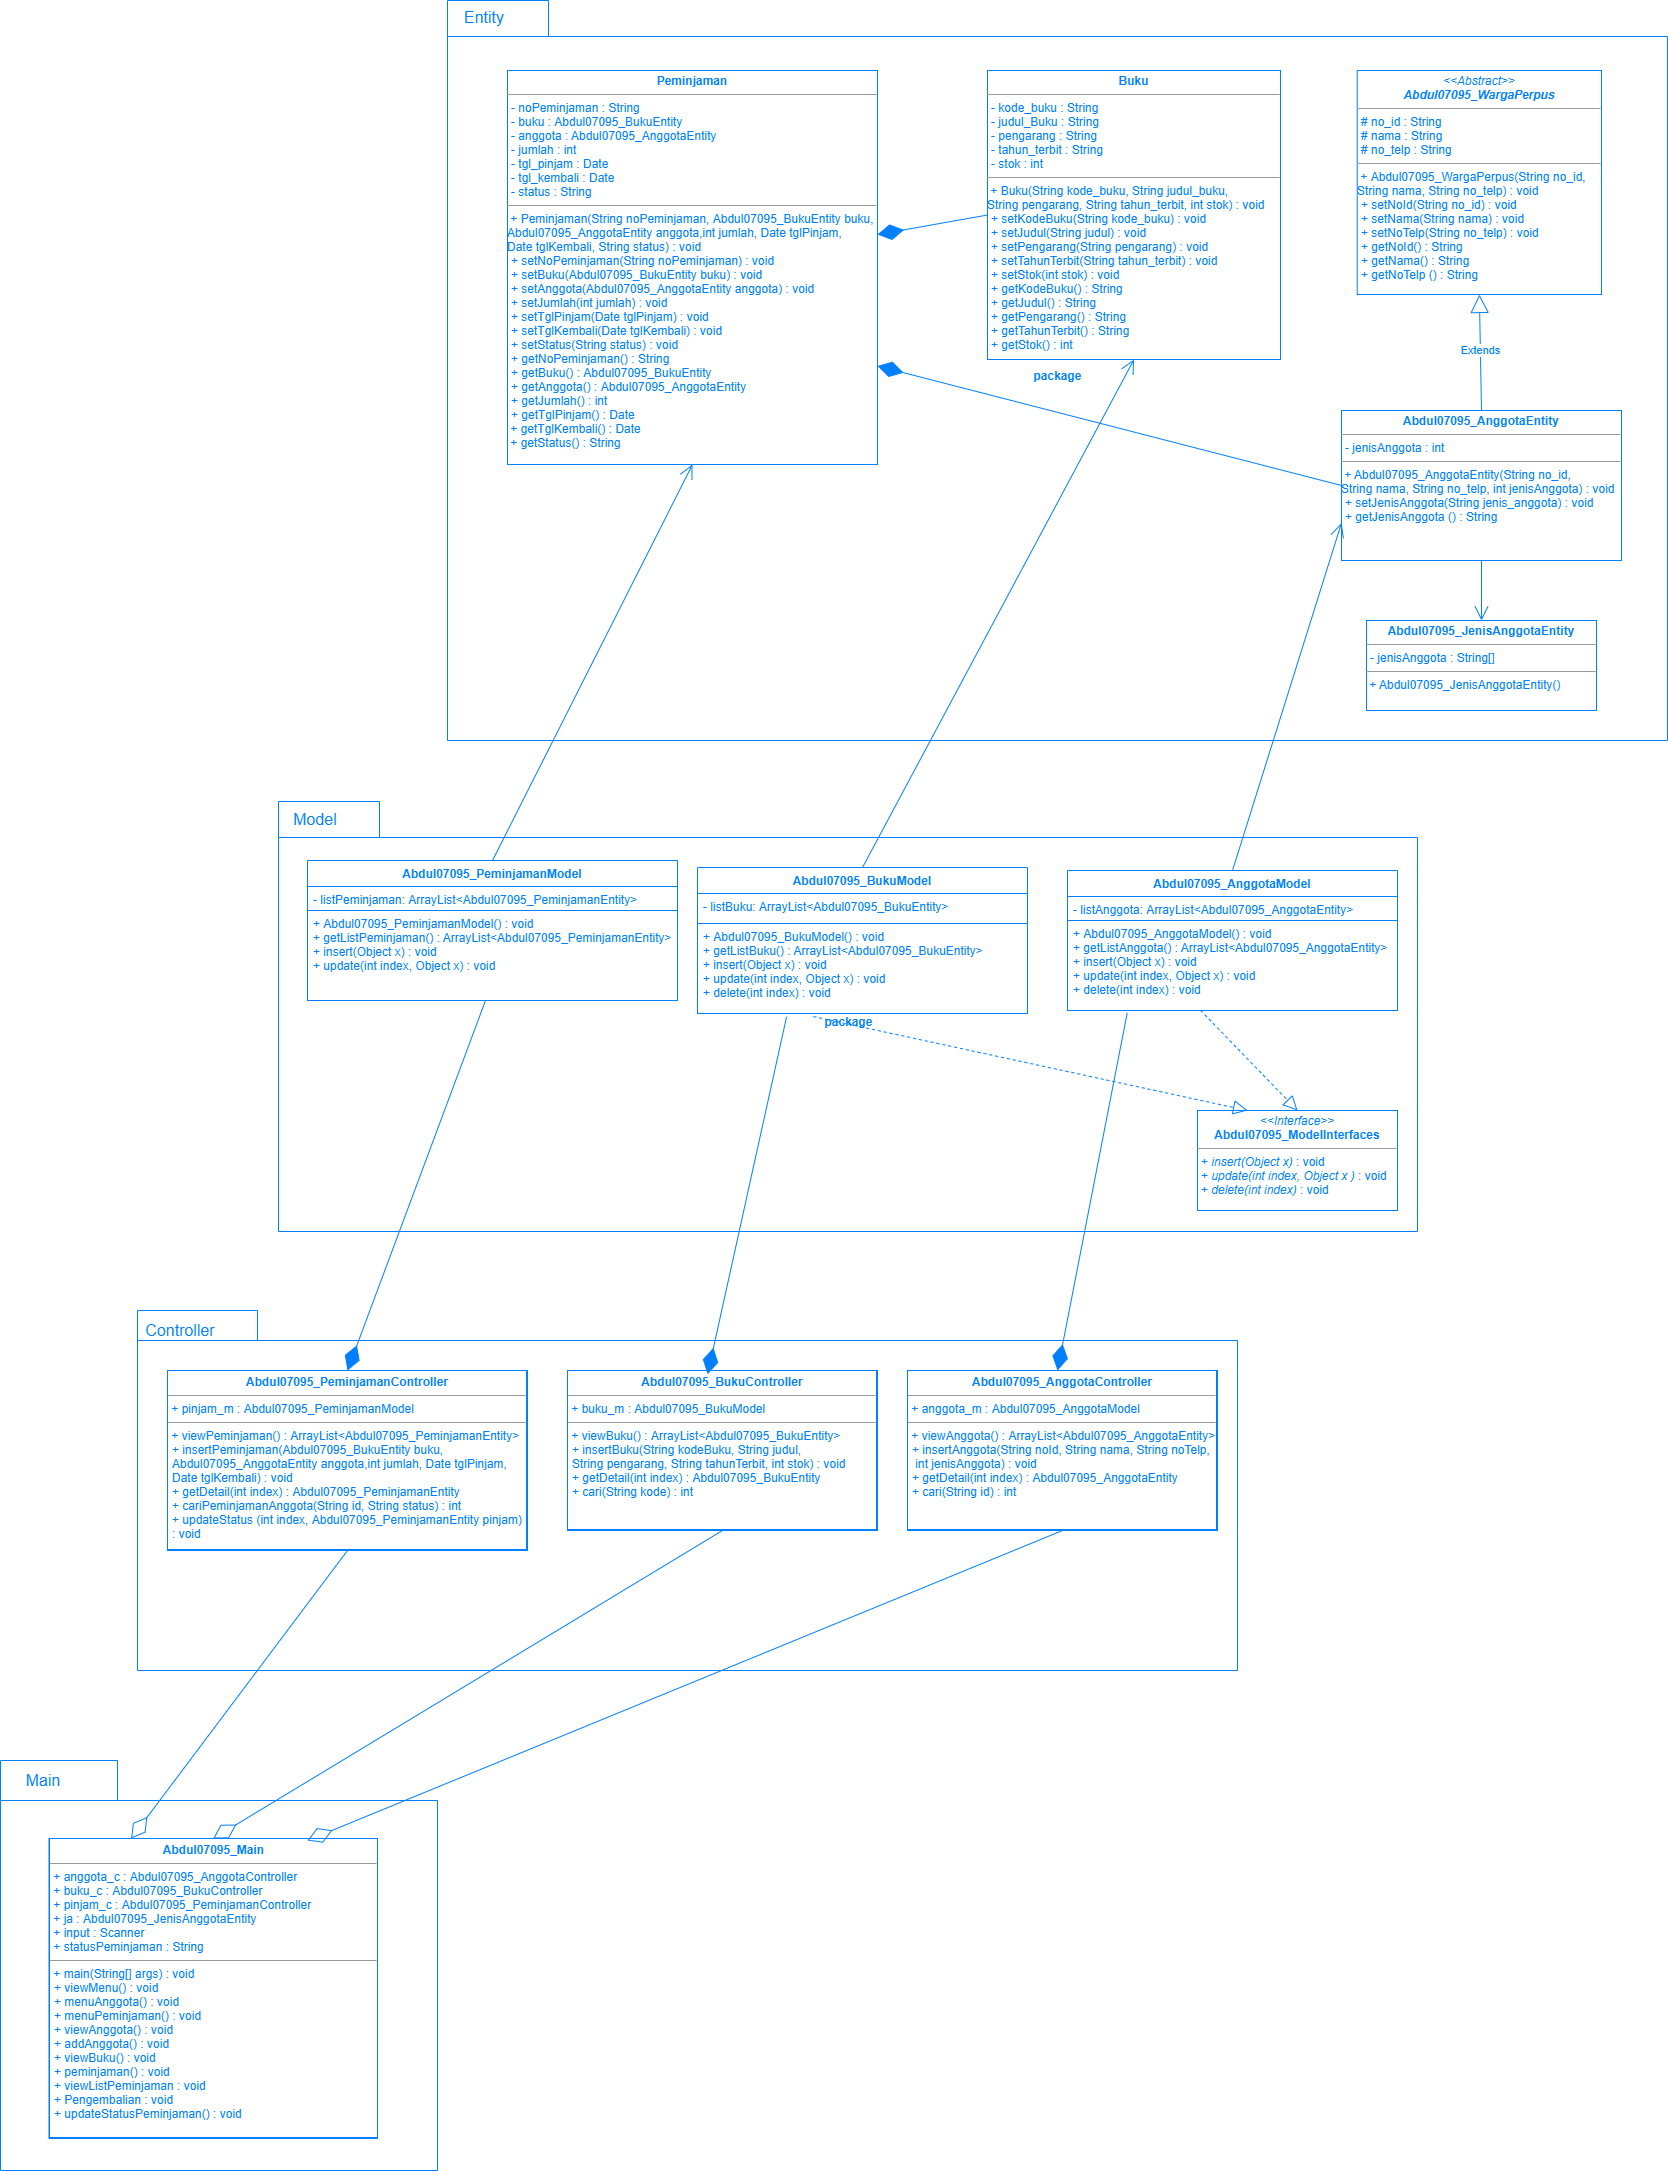 Entity
Peminjaman
- noPeminjaman : String
- buku : Abdul07095_BukuEntity
- anggota : Abdul07095_AnggotaEntity
- jumlah : int
- tgl_pinjam : Date
- tgl_kembali : Date
- status : String
+ Peminjaman(String noPeminjaman, Abdul07095_BukuEntity buku,
Abdul07095_AnggotaEntity anggota,int jumlah, Date tglPinjam,
Date tglKembali, String status) : void
+ setNoPeminjaman(String noPeminjaman) : void
+ setBuku(Abdul07095_BukuEntity buku) : void
+ setAnggota(Abdul07095_AnggotaEntity anggota) : void
+ setJumlah(int jumlah) : void
+ setTglPinjam(Date tglPinjam) : void
+ setTglKembali(Date tglKembali) : void
+ setStatus(String status) : void
+ getNoPeminjaman() : String
+ getBuku() : Abdul07095_BukuEntity
+ getAnggota() : Abdul07095_AnggotaEntity
+ getJumlah() : int
+ getTglPinjam() : Date
+ getTglKembali() : Date
+ getStatus() : String
Buku
- kode_buku : String
- judul_Buku : String
- pengarang : String
- tahun_terbit : String
- stok : int
+ Buku(String kode_buku, String judul_buku,
String pengarang, String tahun_terbit, int stok) : void
+ setKodeBuku(String kode_buku) : void
+ setJudul(String judul) : void
+ setPengarang(String pengarang) : void
+ setTahunTerbit(String tahun_terbit) : void
+ setStok(int stok) : void
+ getKodeBuku() : String
+ getJudul() : String
+ getPengarang() : String
+ getTahunTerbit() : String
+ getStok() : int
package
<<Abstract>>
Abdul07095_WargaPerpus
# no_id : String
# nama : String
# no_telp : String
+ Abdul07095_WargaPerpus(String no_id,
String nama, String no_telp) : void
+ setNoId(String no_id) : void
+ setNama(String nama) : void
+ setNoTelp(String no_telp) : void
+ getNoId() : String
+ getNama() : String
+ getNoTelp () : String
Extends
Abdul07095_AnggotaEntity
- jenisAnggota : int
+ Abdul07095_AnggotaEntity(String no_id,
String nama, String no_telp, int jenisAnggota) : void
+ setJenisAnggota(String jenis_anggota) : void
+ getJenisAnggota () : String
Abdul07095_JenisAnggotaEntity
- jenisAnggota : String[]
+ Abdul07095_JenisAnggotaEntity()
Model
Abdul07095_PeminjamanModel
- listPeminjaman: ArrayList<Abdul07095_PeminjamanEntity>
+ Abdul07095_PeminjamanModel() : void
+ getListPeminjaman() : ArrayList<Abdul07095_PeminjamanEntity>
+ insert(Object x) : void
+ update(int index, Object x) : void
Abdul07095_BukuModel
- listBuku: ArrayList<Abdul07095_BukuEntity>
+ Abdul07095_BukuModel() : void
+ getListBuku() : ArrayList<Abdul07095_BukuEntity>
+ insert(Object x) : void
+ update(int index, Object x) : void
+ delete(int index) : void
package
Abdul07095_AnggotaModel
- listAnggota: ArrayList<Abdul07095_AnggotaEntity>
+ Abdul07095_AnggotaModel() : void
+ getListAnggota() : ArrayList<Abdul07095_AnggotaEntity>
+ insert(Object x) : void
+ update(int index, Object x) : void
+ delete(int index) : void
<<Interface>>
Abdul07095_ModelInterfaces
+ insert(Object x) : void
+ update(int index, Object x ) : void
+ delete(int index) : void
Controller
Abdul07095_PeminjamanController
+ pinjam_m : Abdul07095_PeminjamanModel
+ viewPeminjaman() : ArrayList<Abdul07095_PeminjamanEntity>
+ insertPeminjaman(Abdul07095_BukuEntity buku,
Abdul07095_AnggotaEntity anggota,int jumlah, Date tglPinjam,
Date tglKembali) : void
+ getDetail(int index) : Abdul07095_PeminjamanEntity
+ cariPeminjamanAnggota(String id, String status) : int
+ updateStatus (int index, Abdul07095_PeminjamanEntity pinjam)
: void
Abdul07095_BukuController
+ buku_m : Abdul07095_BukuModel
+ viewBuku() : ArrayList<Abdul07095_BukuEntity>
+ insertBuku(String kodeBuku, String judul,
String pengarang, String tahunTerbit, int stok) : void
+ getDetail(int index) : Abdul07095_BukuEntity
+ cari(String kode) : int
Abdul07095_AnggotaController
+ anggota_m : Abdul07095_AnggotaModel
+ viewAnggota() : ArrayList<Abdul07095_AnggotaEntity>
+ insertAnggota(String noId, String nama, String noTelp,
int jenisAnggota) : void
+ getDetail(int index) : Abdul07095_AnggotaEntity
+ cari(String id) : int
Main
Abdul07095_Main
+ anggota_c : Abdul07095_AnggotaController
+ buku_c : Abdul07095_BukuController
+ pinjam_c : Abdul07095_PeminjamanController
+ ja : Abdul07095_JenisAnggotaEntity
+ input : Scanner
+ statusPeminjaman : String
+ main(String[] args) : void
+ viewMenu() : void
+ menuAnggota() : void
+ menuPeminjaman() : void
+ viewAnggota() : void
+ addAnggota() : void
+ viewBuku() : void
+ peminjaman() : void
+ viewListPeminjaman : void
+ Pengembalian : void
+ updateStatusPeminjaman() : void